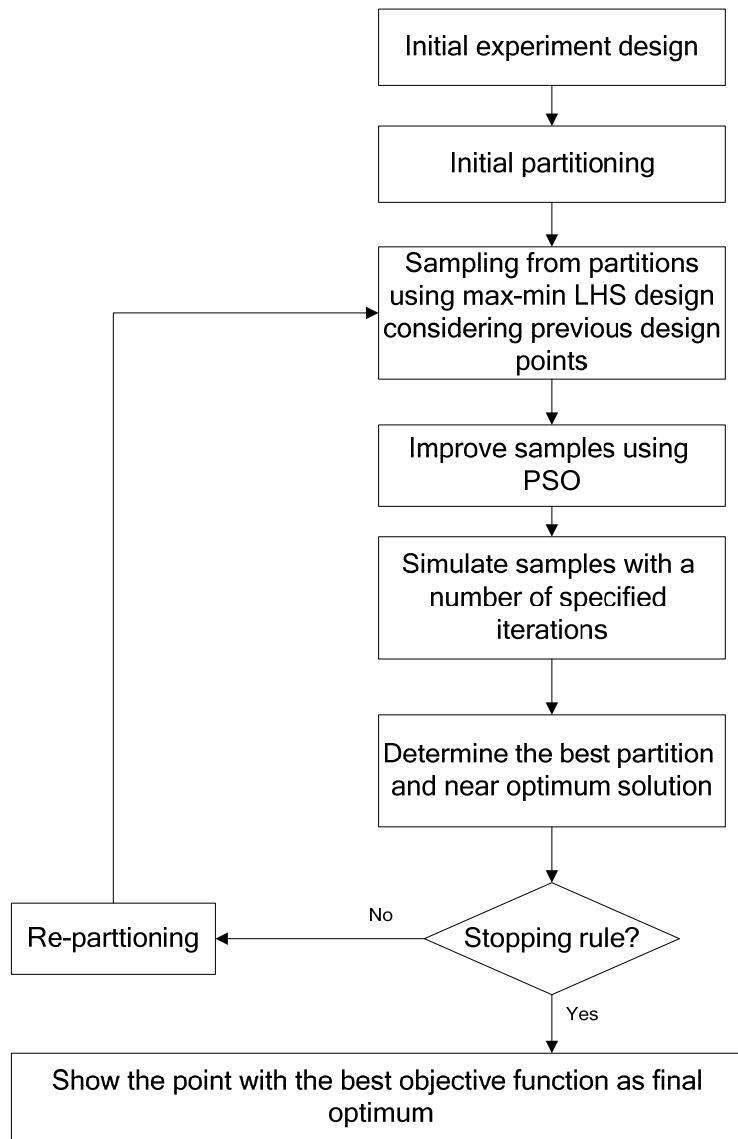 Initial experiment design
Initial partitioning
Sampling from partitions
using max-min LHS design
considering previous design
points
Improve samples using
PSO
Simulate samples with a
number of specified
iterations
Determine the best partition
and near optimum solution
Stopping rule?
No
Re-parttioning
Yes
Show the point with the best objective function as final
optimum